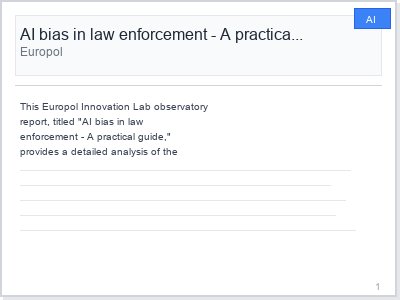 AI
AI bias in law enforcement - A practica...
Europol
This Europol Innovation Lab observatory
report, titled "AI bias in law
enforcement - A practical guide,"
provides a detailed analysis of the
1